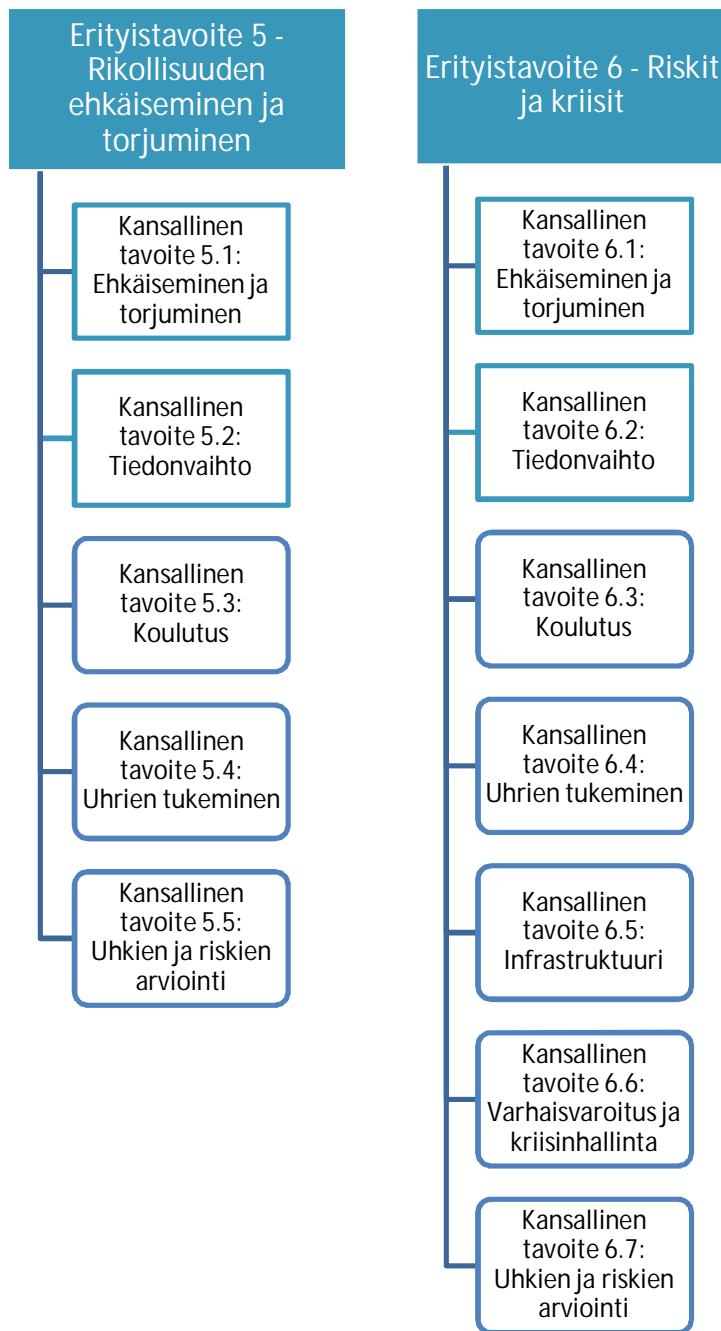 Erityistavoite 5 -
Rikollisuuden
ehkäiseminen ja
torjuminen
Kansallinen
tavoite 5.1:
Ehkäiseminen ja
torjuminen
Kansallinen
tavoite 5.2:
Tiedonvaihto
Kansallinen
tavoite 5.3:
Koulutus
Kansallinen
tavoite 5.4:
Uhrien tukeminen
Kansallinen
tavoite 5.5:
Uhkien ja riskien
arviointi
Erityistavoite 6 - Riskit
ja kriisit
Kansallinen
tavoite 6.1:
Ehkäiseminen ja
torjuminen
Kansallinen
tavoite 6.2:
Tiedonvaihto
Kansallinen
tavoite 6.3:
Koulutus
Kansallinen
tavoite 6.4:
Uhrien tukeminen
Kansallinen
tavoite 6.5:
Infrastruktuuri
Kansallinen
tavoite 6.6:
Varhaisvaroitus ja
kriisinhallinta
Kansallinen
tavoite 6.7:
Uhkien ja riskien
arviointi